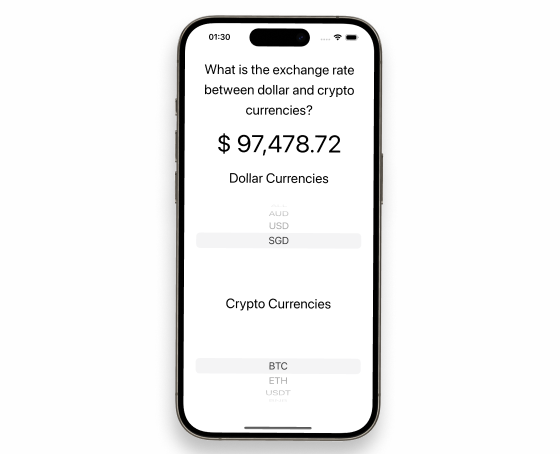 01:30
What is the exchange rate
between dollar and crypto
currencies?
$ 97,478.72
Dollar Currencies
AUD
USD
SGD
Crypto Currencies
BTC
ETH
USDT